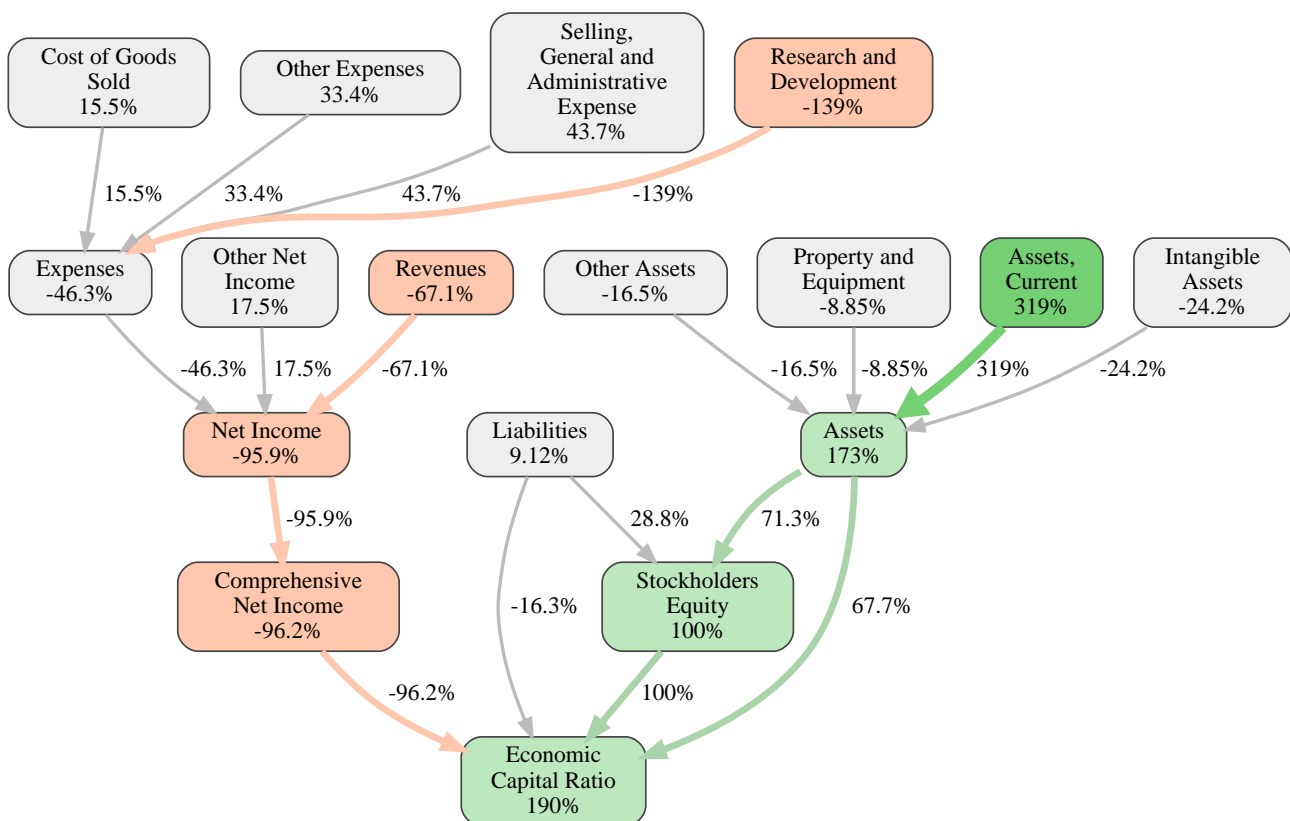 Cost of Goods
Sold
15.5%
Other Expenses
33.4%
Selling,
General and
Administrative
Expense
43.7%
Research and
Development
-139%
15.5%
33.4%
43.7%
-139%
Expenses
-46.3%
Other Net
Income
17.5%
Revenues
-67.1%
Other Assets
-16.5%
Property and
Equipment
-8.85%
Assets,
Current
319%
Intangible
Assets
-24.2%
-46.3%
17.5%
-67.1%
-16.5%
-8.85%
319%
-24.2%
Net Income
-95.9%
Liabilities
9.12%
Assets
173%
-95.9%
28.8%
71.3%
Comprehensive
Net Income
-96.2%
-16.3%
Stockholders
Equity
100%
67.7%
-96.2%
100%
Economic
Capital Ratio
190%